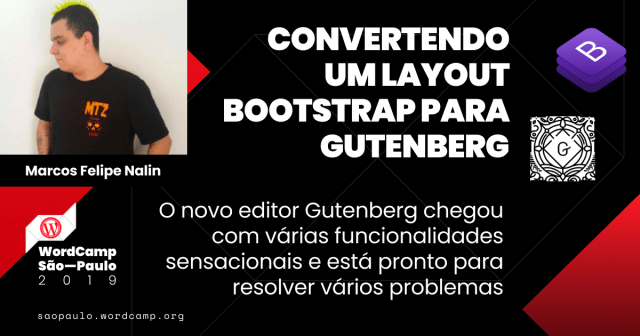 CONVERTENDO
UM LAYOUT
BOOTSTRAP PARA
GUTENBERG
B
G
MTZ
Marcos Felipe Nalin
O novo editor Gutenberg chegou
com várias funcionalidades
sensacionais e está pronto para
resolver vários problemas
W
WordCamp
São—Paulo
2019
saopaulo.wordcamp.org